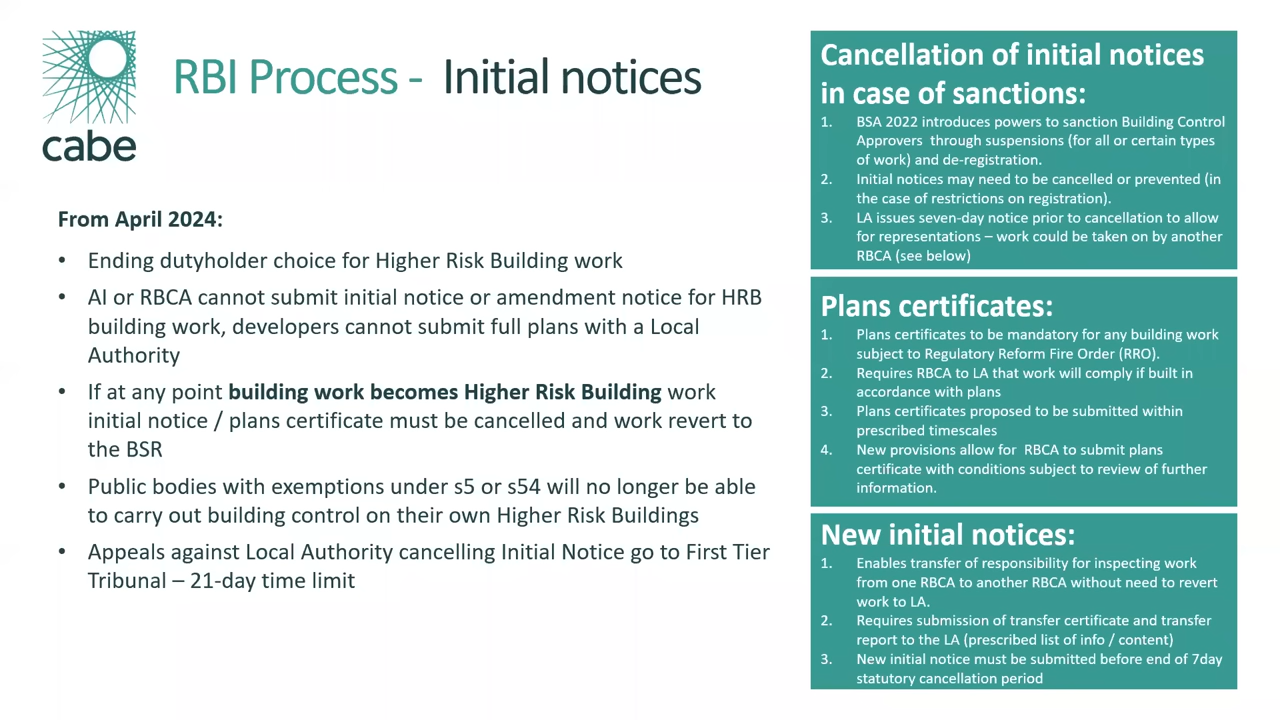 cabe
RBI Process - Initial notices
From April 2024:
• Ending dutyholder choice for Higher Risk Building work
• AI or RBCA cannot submit initial notice or amendment notice for HRB
building work, developers cannot submit full plans with a Local
Authority
• If at any point building work becomes Higher Risk Building work
initial notice / plans certificate must be cancelled and work revert to
the BSR
• Public bodies with exemptions under s5 or s54 will no longer be able
to carry out building control on their own Higher Risk Buildings
• Appeals against Local Authority cancelling Initial Notice go to First Tier
Tribunal – 21-day time limit
Cancellation of initial notices
in case of sanctions:
1. BSA 2022 introduces powers to sanction Building Control
Approvers through suspensions (for all or certain types
of work) and de-registration.
2. Initial notices may need to be cancelled or prevented (in
the case of restrictions on registration).
3. LA issues seven-day notice prior to cancellation to allow
for representations – work could be taken on by another
RBCA (see below)
Plans certificates:
1. Plans certificates to be mandatory for any building work
subject to Regulatory Reform Fire Order (RRO).
2. Requires RBCA to LA that work will comply if built in
accordance with plans
3. Plans certificates proposed to be submitted within
prescribed timescales
4. New provisions allow for RBCA to submit plans
certificate with conditions subject to review of further
information.
New initial notices:
1. Enables transfer of responsibility for inspecting work
from one RBCA to another RBCA without need to revert
work to LA.
2. Requires submission of transfer certificate and transfer
report to the LA (prescribed list of info / content)
3. New initial notice must be submitted before end of 7day
statutory cancellation period